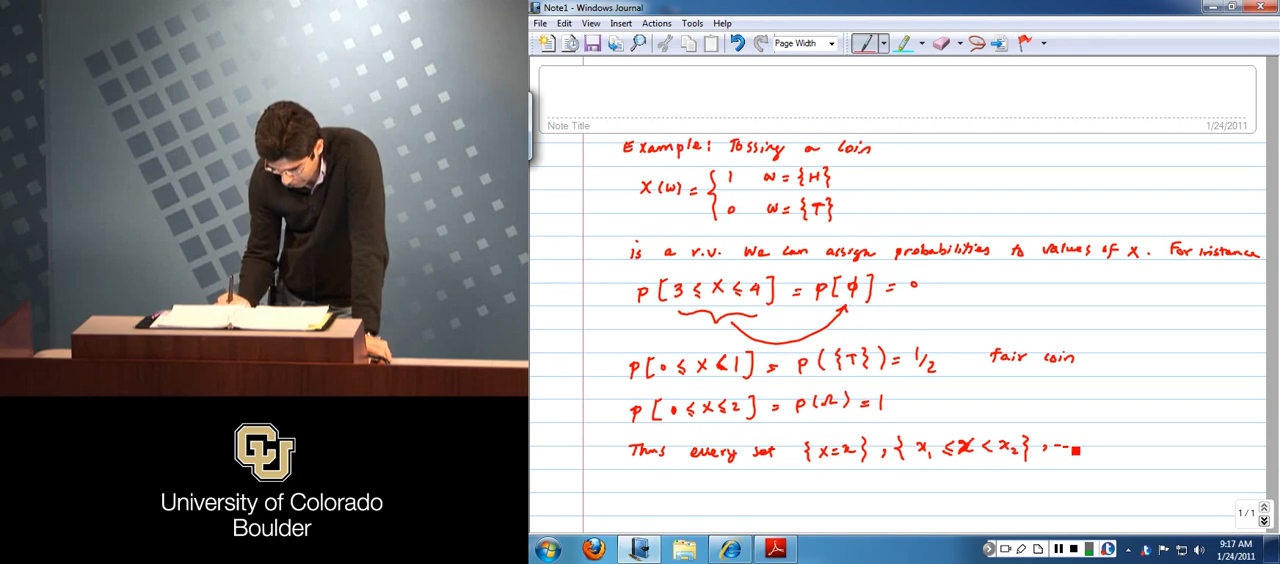 Note1 - Windows Journal
File Edit View Insert Actions Tools Help
Page Width
Note Title
1/24/2011
Example: Tossing a coin
X(ω) = { 1 ω = {H}
0 ω = {T}
is a r.v. We can assign probabilities to values of X. For instance
P[3 ≤ X ≤ 4] = P[ϕ] = 0
P[0 ≤ X < 1] = P({T}) = 1/2 fair coin
P[0 ≤ X ≤ 2] = P(Ω) = 1
Thus every set {X=x}, {x₁ ≤ X < x₂}, --
1 / 1
CU
University of Colorado
Boulder
9:17 AM
1/24/2011